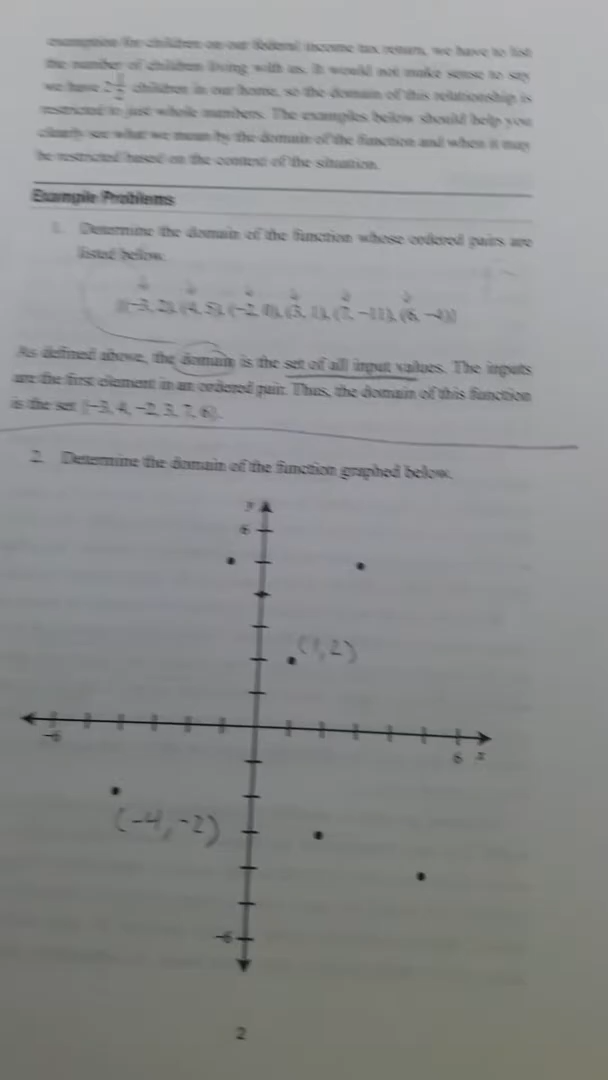 exemption for children on our federal income tax return, we have to list
the number of children living with us. It would not make sense to say
we have 2 1/2 children in our home, so the domain of this relationship is
restricted to just whole numbers. The examples below should help you
clearly see what we mean by the domain of the function and when it may
be restricted based on the context of the situation.
Example Problems
1. Determine the domain of the function whose ordered pairs are
listed below.
{(-3, 2), (4, 5), (-2, 8), (3, 1), (7, -11), (6, -4)}
As defined above, the domain is the set of all input values. The inputs
are the first element in an ordered pair. Thus, the domain of this function
is the set {-3, 4, -2, 3, 7, 6}.
2. Determine the domain of the function graphed below.
y
6
(1,2)
-6
6 x
(-4,-2)
-6
2